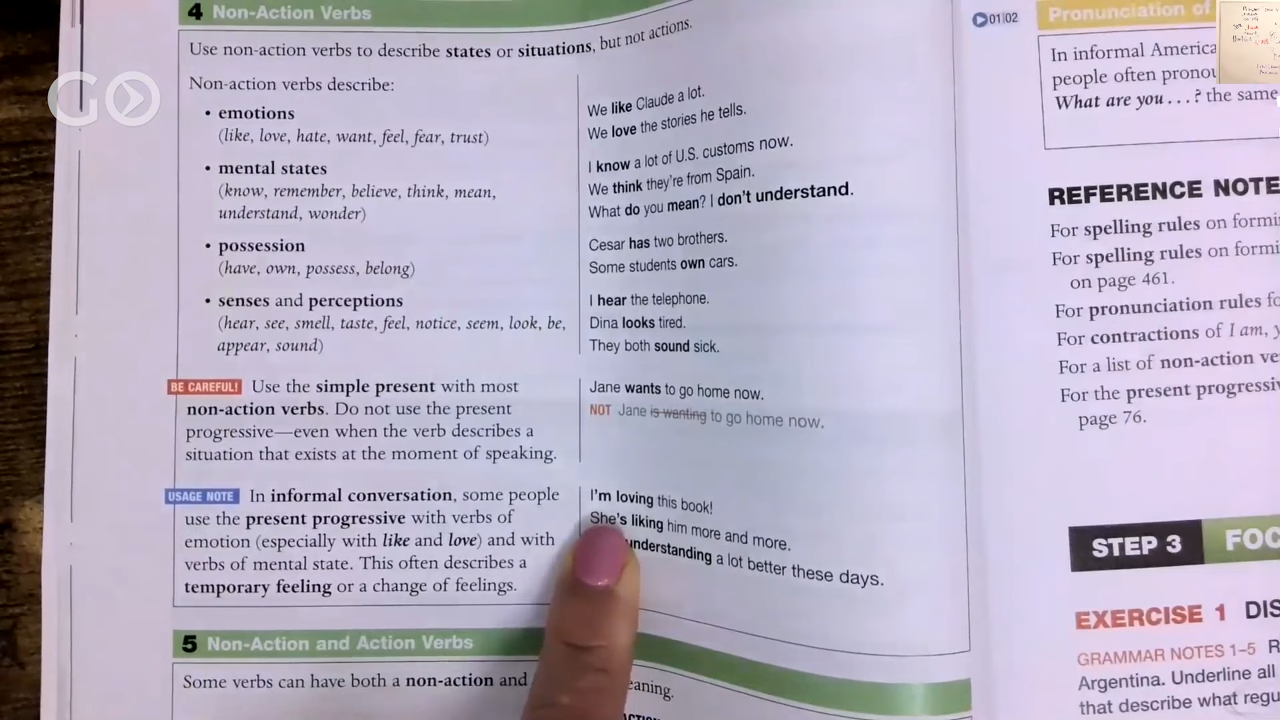 4 Non-Action Verbs
Use non-action verbs to describe states or situations, but not actions.
Non-action verbs describe:
• emotions
(like, love, hate, want, feel, fear, trust)
We like Claude a lot.
We love the stories he tells.
• mental states
(know, remember, believe, think, mean,
understand, wonder)
I know a lot of U.S. customs now.
We think they're from Spain.
What do you mean? I don't understand.
• possession
(have, own, possess, belong)
Cesar has two brothers.
Some students own cars.
• senses and perceptions
(hear, see, smell, taste, feel, notice, seem, look, be,
appear, sound)
I hear the telephone.
Dina looks tired.
They both sound sick.
BE CAREFUL! Use the simple present with most
non-action verbs. Do not use the present
progressive—even when the verb describes a
situation that exists at the moment of speaking.
Jane wants to go home now.
NOT Jane is wanting to go home now.
USAGE NOTE In informal conversation, some people
use the present progressive with verbs of
emotion (especially with like and love) and with
verbs of mental state. This often describes a
temporary feeling or a change of feelings.
I'm loving this book!
She's liking him more and more.
understanding a lot better these days.
5 Non-Action and Action Verbs
Some verbs can have both a non-action and
GO
01|02
Pronunciation of
In informal
people often
What are you . . . ? the same
REFERENCE
For spelling rules on
For spelling rules on
on page 461.
For pronunciation rules
For contractions of I am,
For a list of non-action
For the present
page 76.
STEP 3
EXERCISE 1
GRAMMAR NOTES 1–5
Argentina. Underline all
that describe what